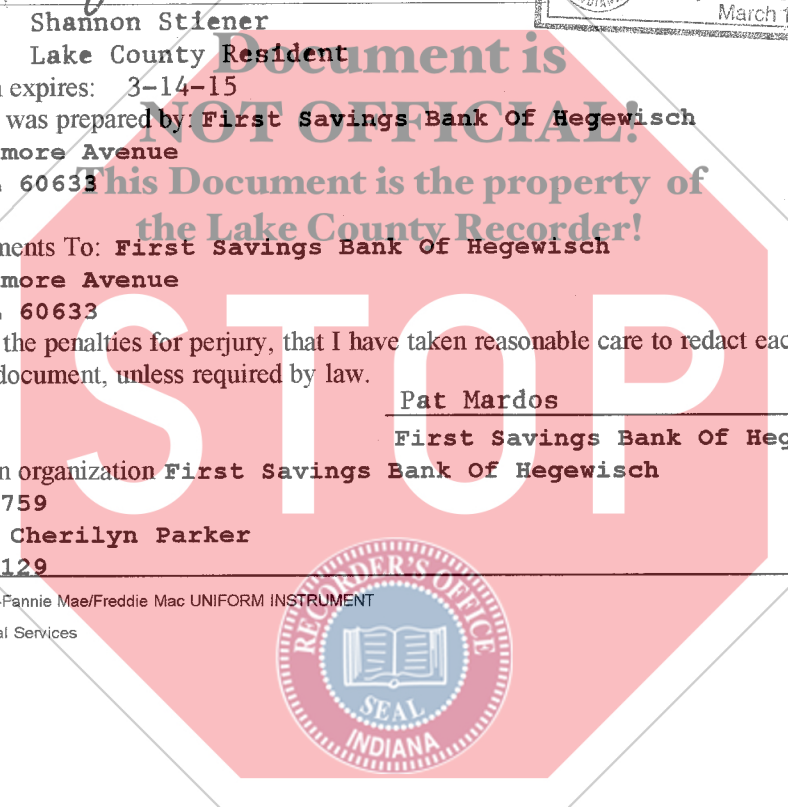 March 1
Shannon Stiener
Lake County Resident
Document is
expires: 3-14-15
NOT OFFICIAL!
was prepared by: First Savings Bank Of Hegewisch
more Avenue
60633
This Document is the property of
the Lake County Recorder!
ments To: First Savings Bank Of Hegewisch
more Avenue
60633
STOP
the penalties for perjury, that I have taken reasonable care to redact eac
document, unless required by law.
Pat Mardos
First Savings Bank Of Heg
n organization First Savings Bank Of Hegewisch
759
Cherilyn Parker
129
-Fannie Mae/Freddie Mac UNIFORM INSTRUMENT
al Services
RECORDER'S OFFICE
SEAL
INDIANA